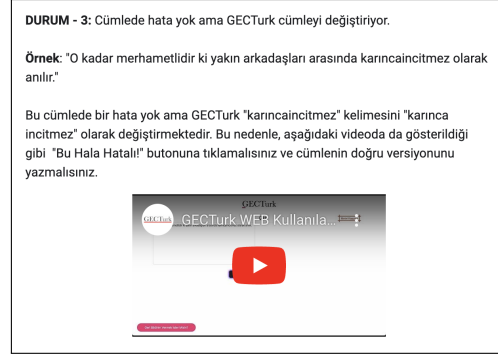 DURUM - 3: Cümlede hata yok ama GECTurk cümleyi değiştiriyor.
Örnek: "O kadar merhametlidir ki yakın arkadaşları arasında karıncaincitmez olarak
anılır."
Bu cümlede bir hata yok ama GECTurk "karıncaincitmez" kelimesini "karınca
incitmez" olarak değiştirmektedir. Bu nedenle, aşağıdaki videoda da gösterildiği
gibi "Bu Hala Hatalı!" butonuna tıklamalısınız ve cümlenin doğru versiyonunu
yazmalısınız.
GECTurk
GECTurk
GECTurk WEB Kullanıla...